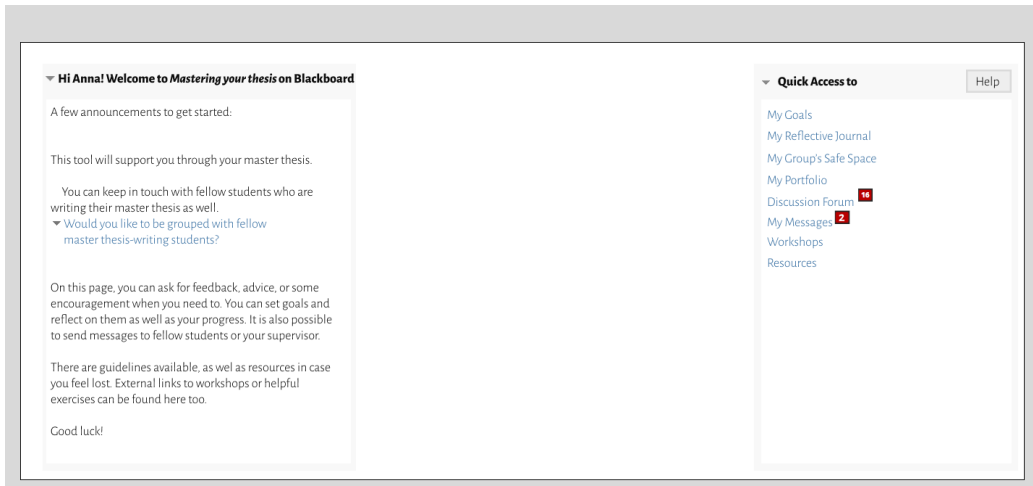 Hi Anna! Welcome to Mastering your thesis on Blackboard
A few announcements to get started:
This tool will support you through your master thesis.
You can keep in touch with fellow students who are
writing their master thesis as well.
Would you like to be grouped with fellow
master thesis-writing students?
On this page, you can ask for feedback, advice, or some
encouragement when you need to. You can set goals and
reflect on them as well as your progress. It is also possible
to send messages to fellow students or your supervisor.
There are guidelines available, as wel as resources in case
you feel lost. External links to workshops or helpful
exercises can be found here too.
Good luck!
Quick Access to
Help
My Goals
My Reflective Journal
My Group's Safe Space
My Portfolio
Discussion Forum 16
My Messages 2
Workshops
Resources